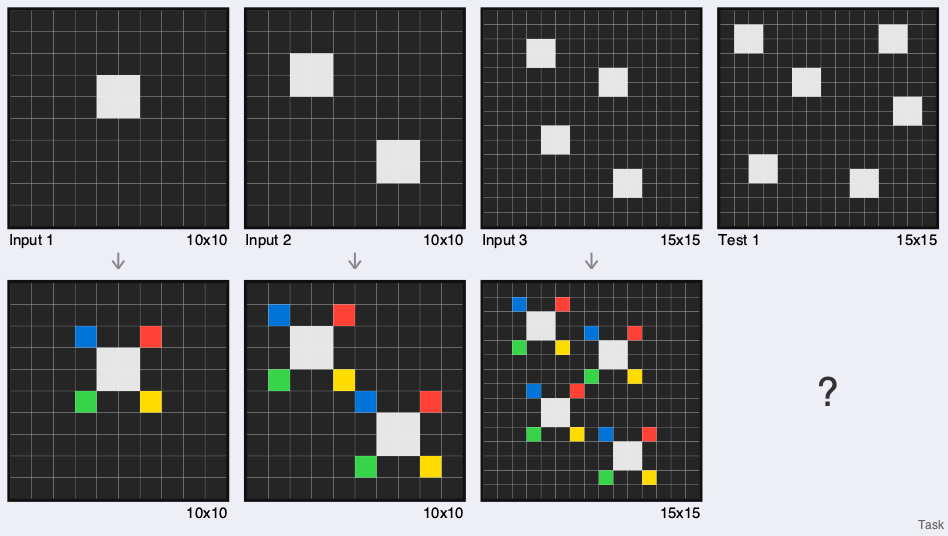 Input 1 10x10
Input 2 10x10
Input 3 15x15
Test 1 15x15
10x10
10x10
15x15
?
Task